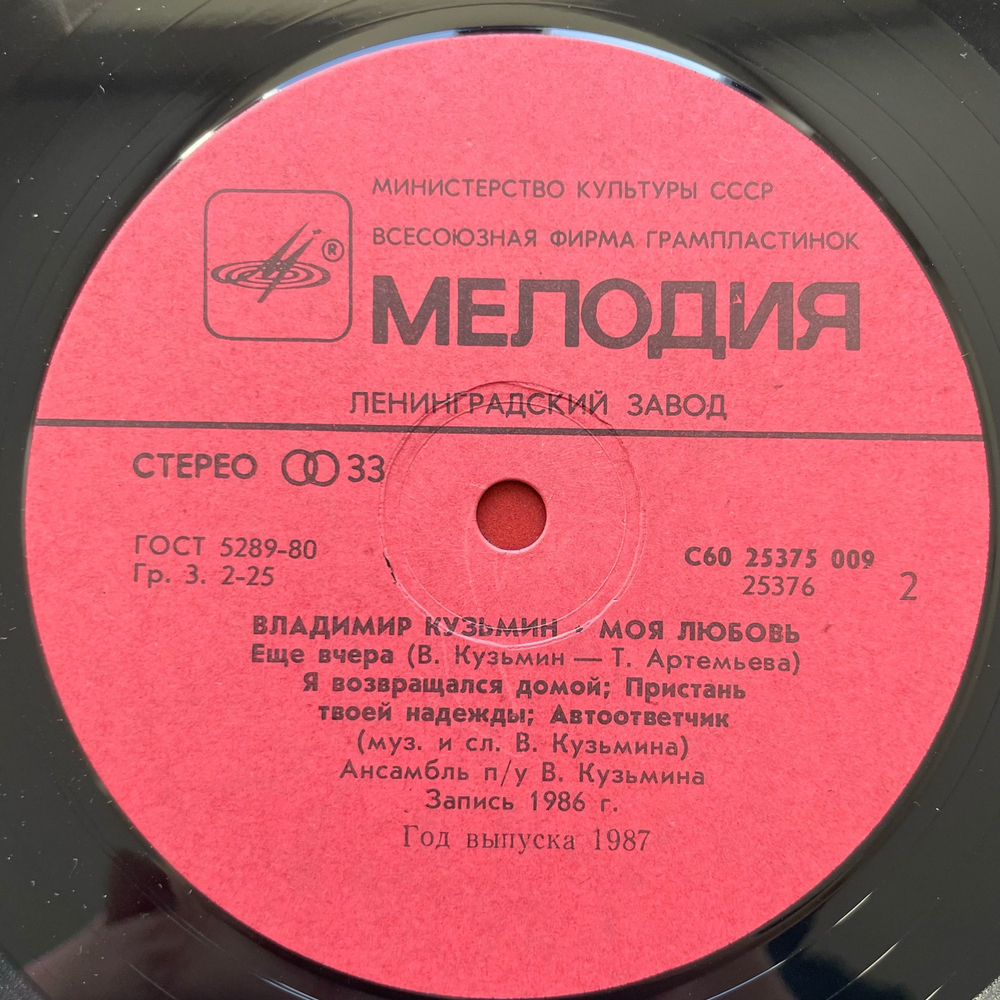 МИНИСТЕРСТВО КУЛЬТУРЫ СССР
ВСЕСОЮЗНАЯ ФИРМА ГРАМПЛАСТИНОК
®
МЕЛОДИЯ
ЛЕНИНГРАДСКИЙ ЗАВОД
СТЕРЕО 33
ГОСТ 5289-80
Гр. 3. 2-25
С60 25375 009
25376 2
ВЛАДИМИР КУЗЬМИН · МОЯ ЛЮБОВЬ
Еще вчера (В. Кузьмин — Т. Артемьева)
Я возвращался домой; Пристань
твоей надежды; Автоответчик
(муз. и сл. В. Кузьмина)
Ансамбль п/у В. Кузьмина
Запись 1986 г.
Год выпуска 1987